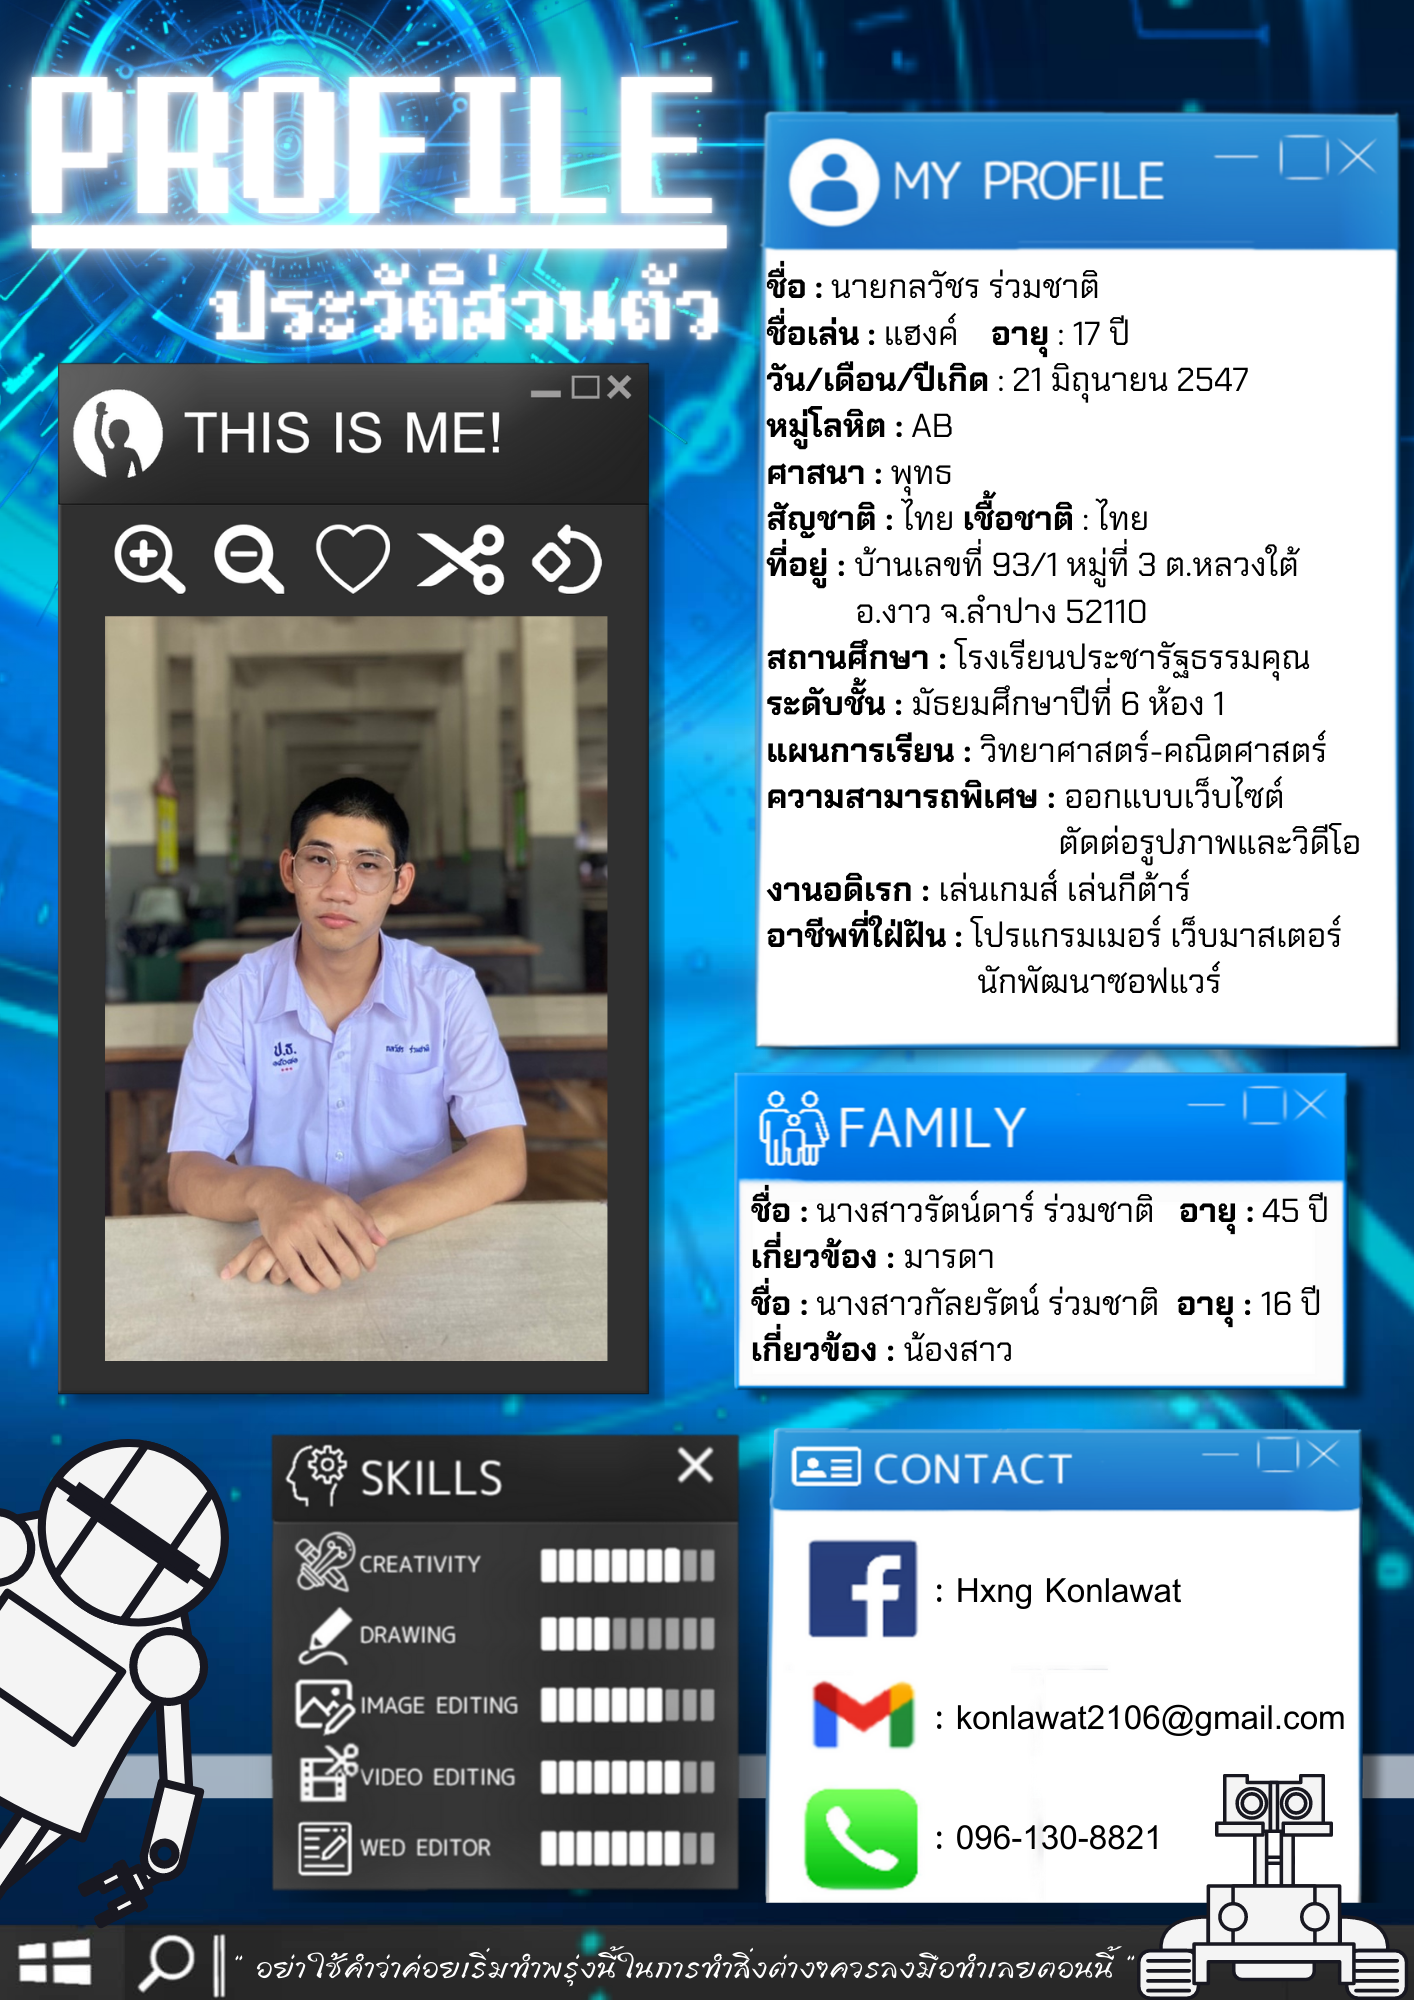 PROFILE
ประวัติส่วนตัว
THIS IS ME!
ป.ธ.
กลวัชร ร่วมชาติ
MY PROFILE
ชื่อ : นายกลวัชร ร่วมชาติ
ชื่อเล่น : แฮงค์ อายุ : 17 ปี
วัน/เดือน/ปีเกิด : 21 มิถุนายน 2547
หมู่โลหิต : AB
ศาสนา : พุทธ
สัญชาติ : ไทย เชื้อชาติ : ไทย
ที่อยู่ : บ้านเลขที่ 93/1 หมู่ที่ 3 ต.หลวงใต้
อ.งาว จ.ลำปาง 52110
สถานศึกษา : โรงเรียนประชารัฐธรรมคุณ
ระดับชั้น : มัธยมศึกษาปีที่ 6 ห้อง 1
แผนการเรียน : วิทยาศาสตร์-คณิตศาสตร์
ความสามารถพิเศษ : ออกแบบเว็บไซต์
ตัดต่อรูปภาพและวิดีโอ
งานอดิเรก : เล่นเกมส์ เล่นกีต้าร์
อาชีพที่ใฝ่ฝัน : โปรแกรมเมอร์ เว็บมาสเตอร์
นักพัฒนาซอฟแวร์
FAMILY
ชื่อ : นางสาวรัตน์ดาร์ ร่วมชาติ อายุ : 45 ปี
เกี่ยวข้อง : มารดา
ชื่อ : นางสาวกัลยรัตน์ ร่วมชาติ อายุ : 16 ปี
เกี่ยวข้อง : น้องสาว
SKILLS
CREATIVITY
DRAWING
IMAGE EDITING
VIDEO EDITING
WED EDITOR
CONTACT
: Hxng Konlawat
: konlawat2106@gmail.com
: 096-130-8821
" อย่าใช้คำว่าค่อยเริ่มทำพรุ่งนี้ในการทำสิ่งต่างๆควรลงมือทำเลยตอนนี้ "